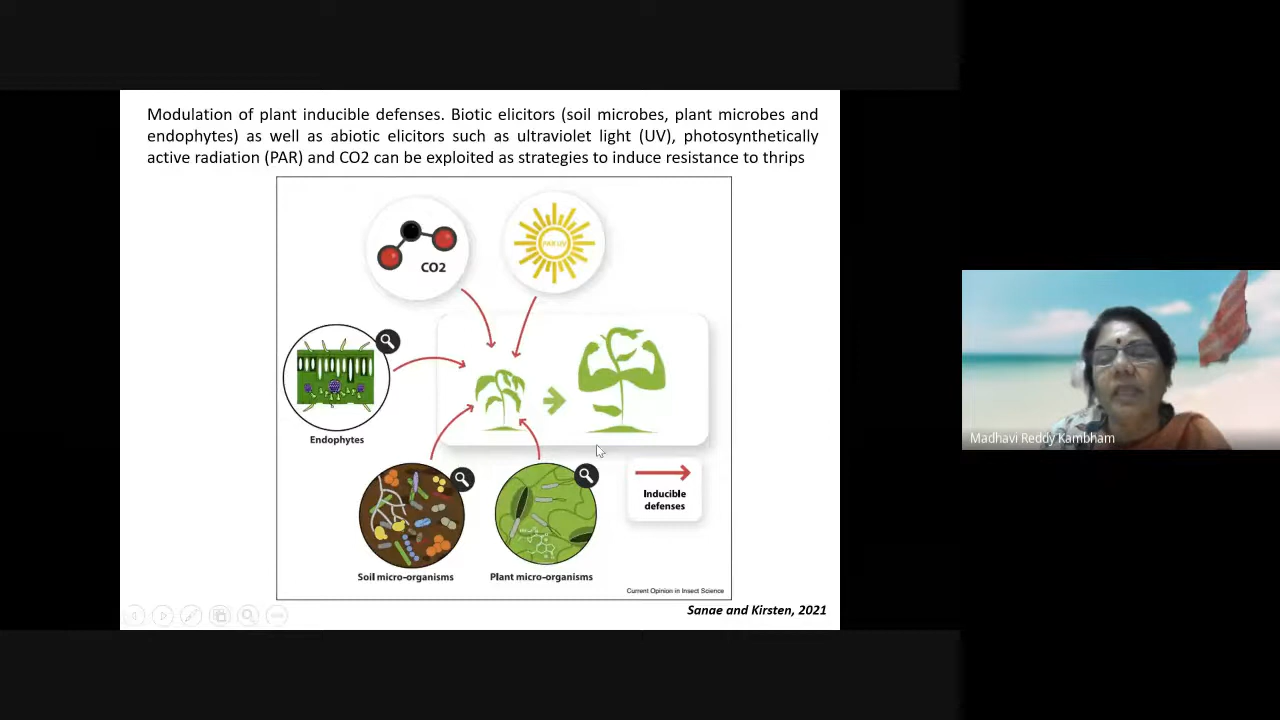 Modulation of plant inducible defenses. Biotic elicitors (soil microbes, plant microbes and
endophytes) as well as abiotic elicitors such as ultraviolet light (UV), photosynthetically
active radiation (PAR) and CO2 can be exploited as strategies to induce resistance to thrips
CO2
PAR UV
Endophytes
Inducible
defenses
Soil micro-organisms
Plant micro-organisms
Current Opinion in Insect Science
Sanae and Kirsten, 2021
Madhavi Reddy Kambham